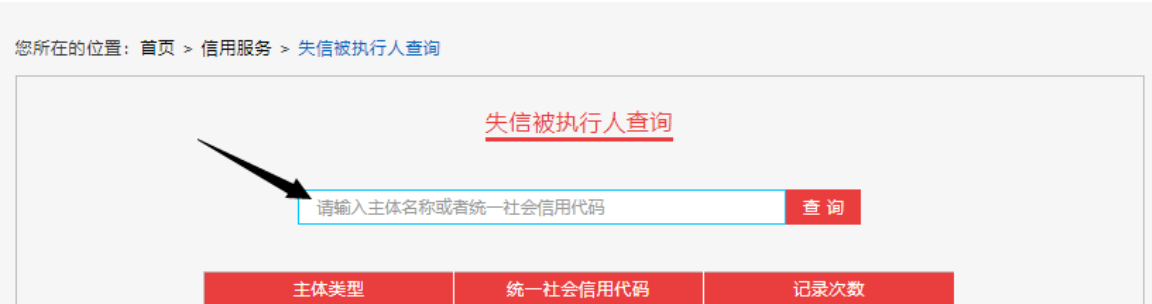 您所在的位置：首页 > 信用服务 > 失信被执行人查询
失信被执行人查询
请输入主体名称或者统一社会信用代码 查 询
主体类型 统一社会信用代码 记录次数